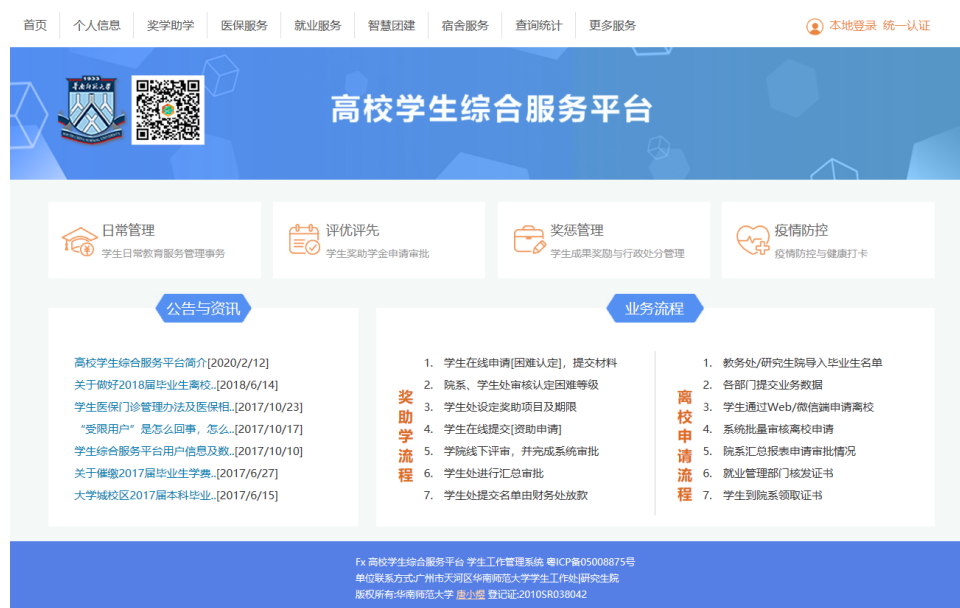 首页 个人信息 奖学助学 医保服务 就业服务 智慧团建 宿舍服务 查询统计 更多服务 本地登录 统一认证
1933
高校学生综合服务平台
日常管理
学生日常教育服务管理事务
评优评先
学生奖助学金申请审批
奖惩管理
学生成果奖励与行政处分管理
疫情防控
疫情防控与健康打卡
公告与资讯
高校学生综合服务平台简介[2020/2/12]
关于做好2018届毕业生离校..[2018/6/14]
学生医保门诊管理办法及医保相..[2017/10/23]
“受限用户”是怎么回事，怎么..[2017/10/17]
学生综合服务平台用户信息及数..[2017/10/10]
关于催缴2017届毕业生学费..[2017/6/27]
大学城校区2017届本科毕业..[2017/6/15]
业务流程
奖助学流程
1. 学生在线申请[困难认定]，提交材料
2. 院系、学生处审核认定困难等级
3. 学生处设定奖助项目及期限
4. 学生在线提交[资助申请]
5. 学院线下评审，并完成系统审批
6. 学生处进行汇总审批
7. 学生处提交名单由财务处放款
离校申请流程
1. 教务处/研究生院导入毕业生名单
2. 各部门提交业务数据
3. 学生通过Web/微信端申请离校
4. 系统批量审核离校申请
5. 院系汇总报表申请审批情况
6. 就业管理部门核发证书
7. 学生到院系领取证书
Fx 高校学生综合服务平台 学生工作管理系统 粤ICP备05008875号
单位联系方式:广州市天河区华南师范大学学生工作处|研究生院
版权所有:华南师范大学 唐小煜 登记证:2010SR038042